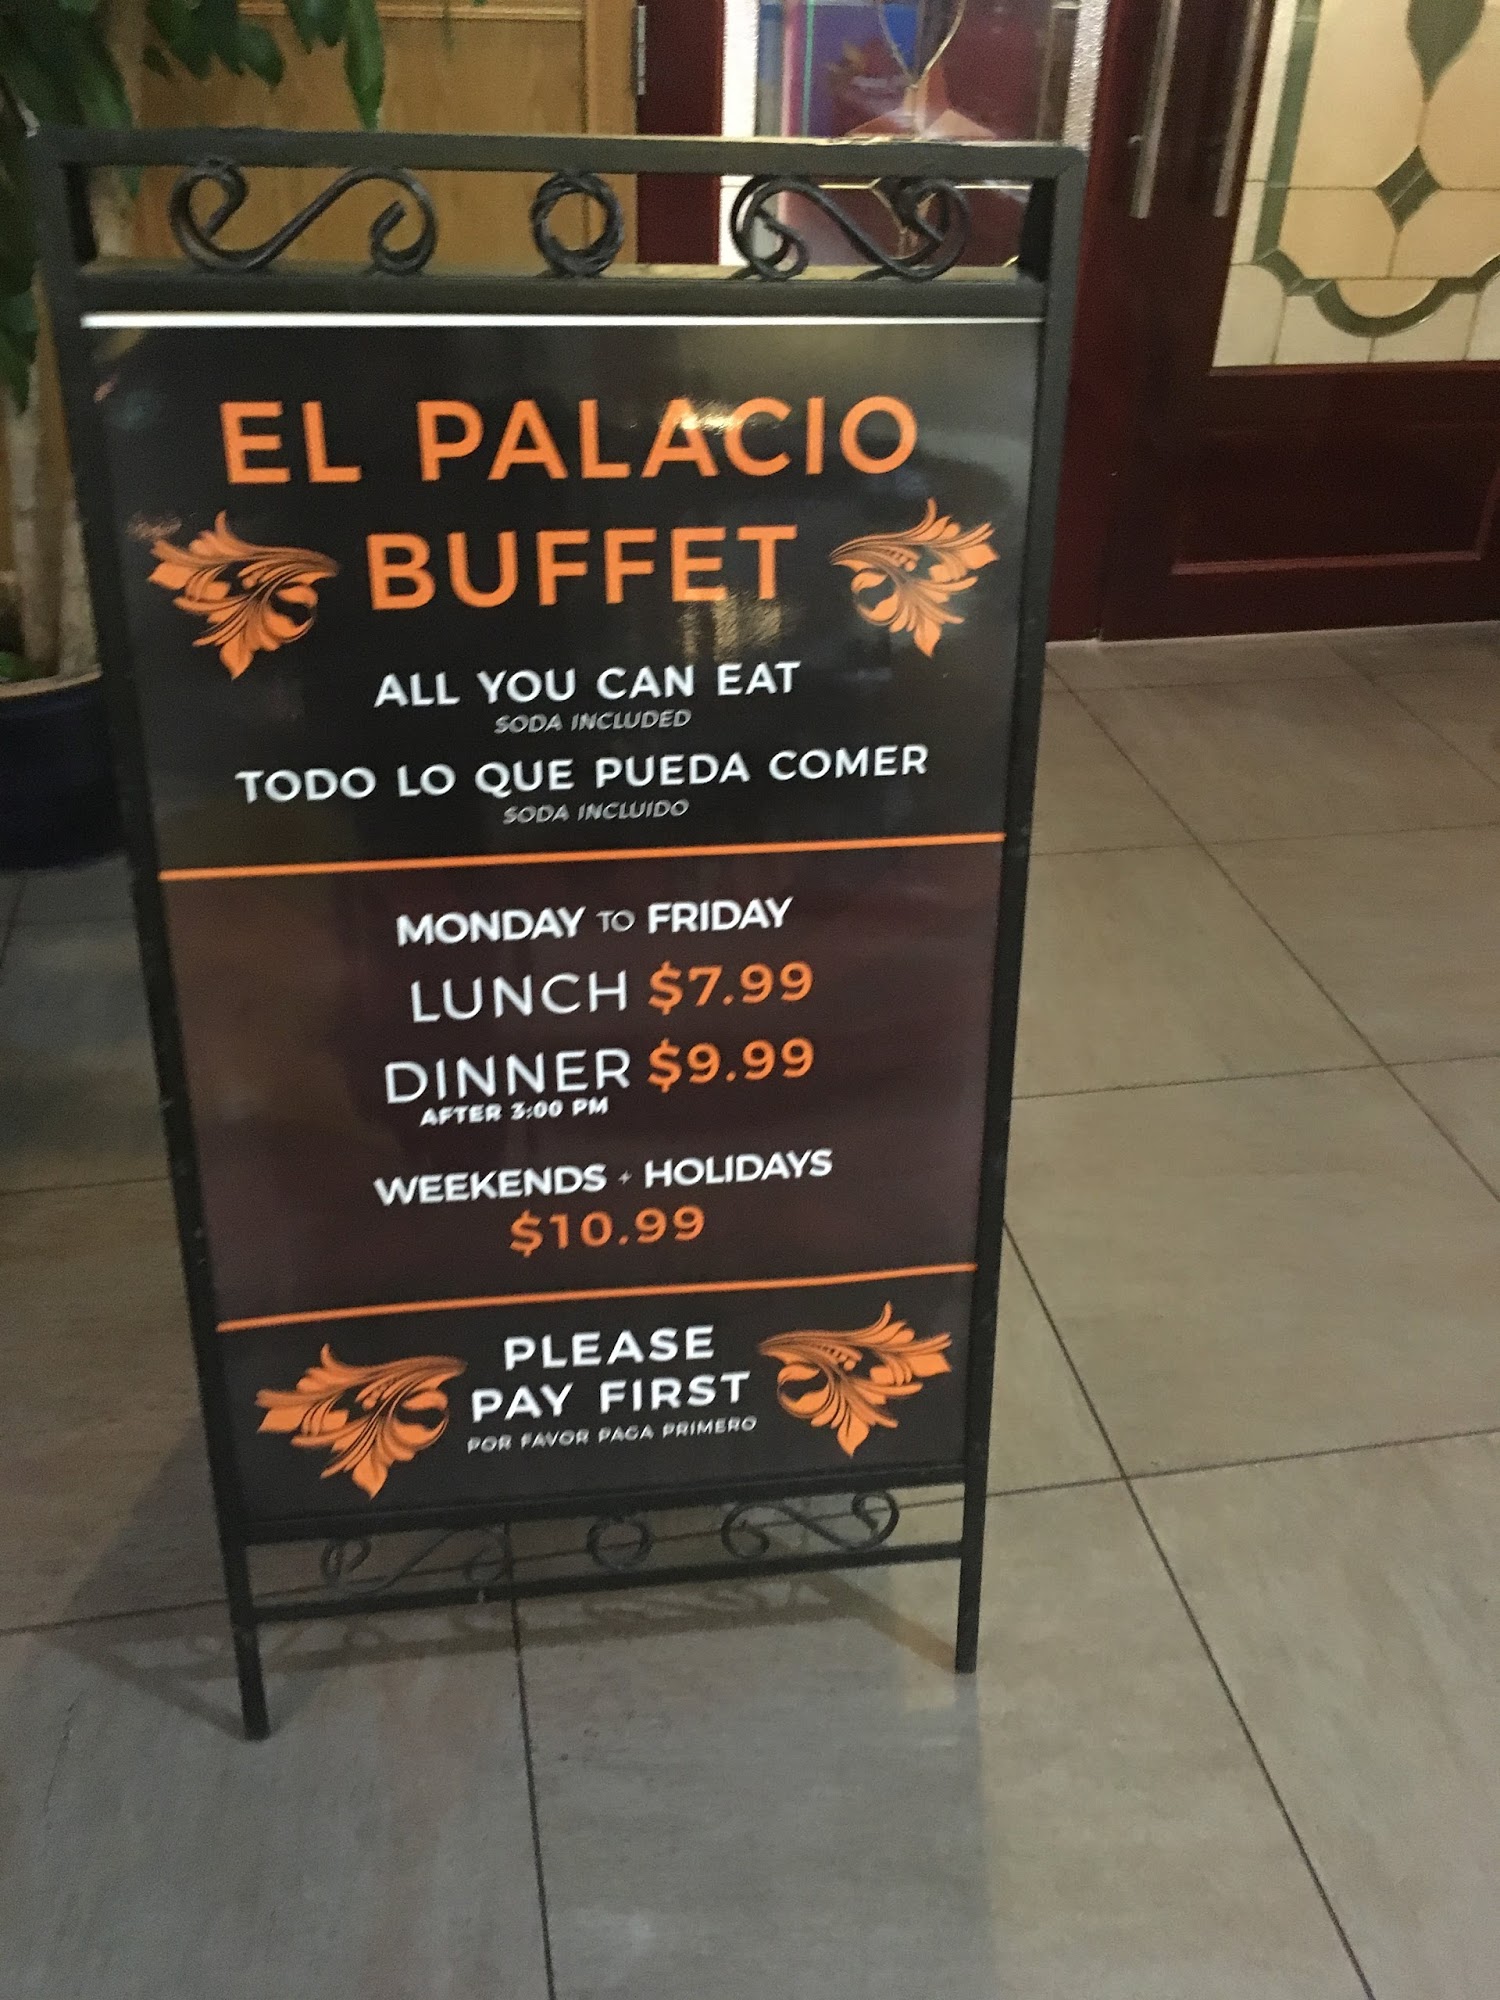 EL PALACIO
BUFFET
ALL YOU CAN EAT
SODA INCLUDED
TODO LO QUE PUEDA COMER
SODA INCLUIDO
MONDAY TO FRIDAY
LUNCH $7.99
DINNER $9.99
AFTER 3:00 PM
WEEKENDS + HOLIDAYS
$10.99
PLEASE
PAY FIRST
POR FAVOR PAGA PRIMERO